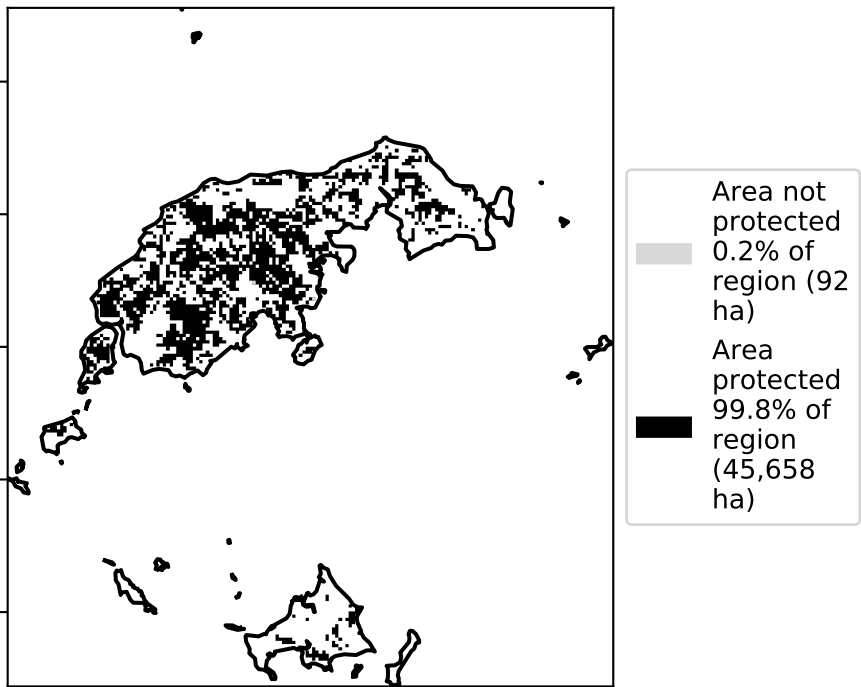 Area not
protected
0.2% of
region (92
ha)
Area
protected
99.8% of
region
(45,658
ha)